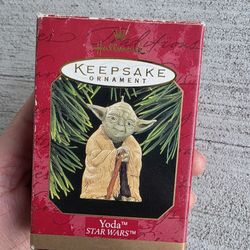 Hallmark
KEEPSAKE
ORNAMENT
Yoda™
STAR WARS™